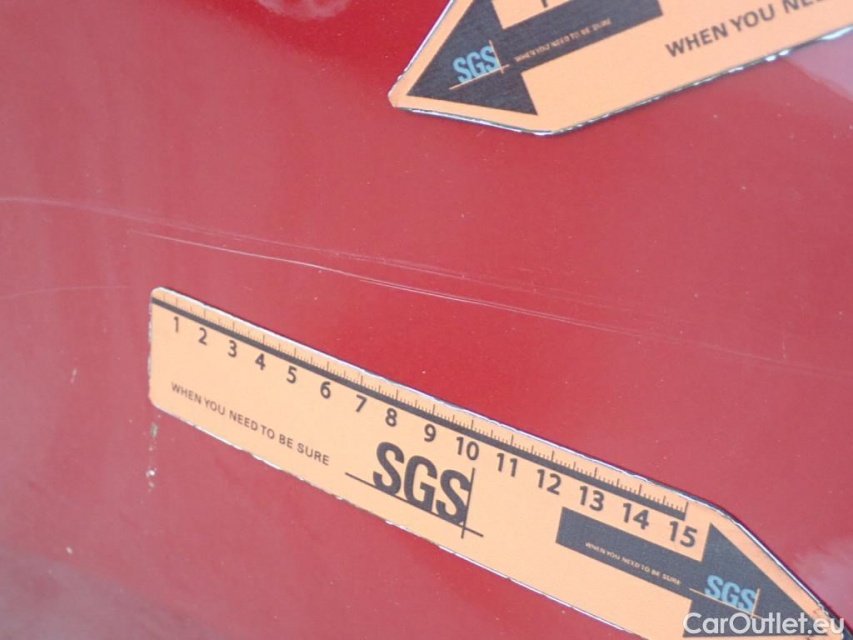 SGS
WHEN YOU NEED TO BE SURE
WHEN YOU
1 2 3 4 5 6 7 8 9 10 11 12 13 14 15
WHEN YOU NEED TO BE SURE
SGS
WHEN YOU NEED TO BE SURE
SGS
CarOutlet.eu